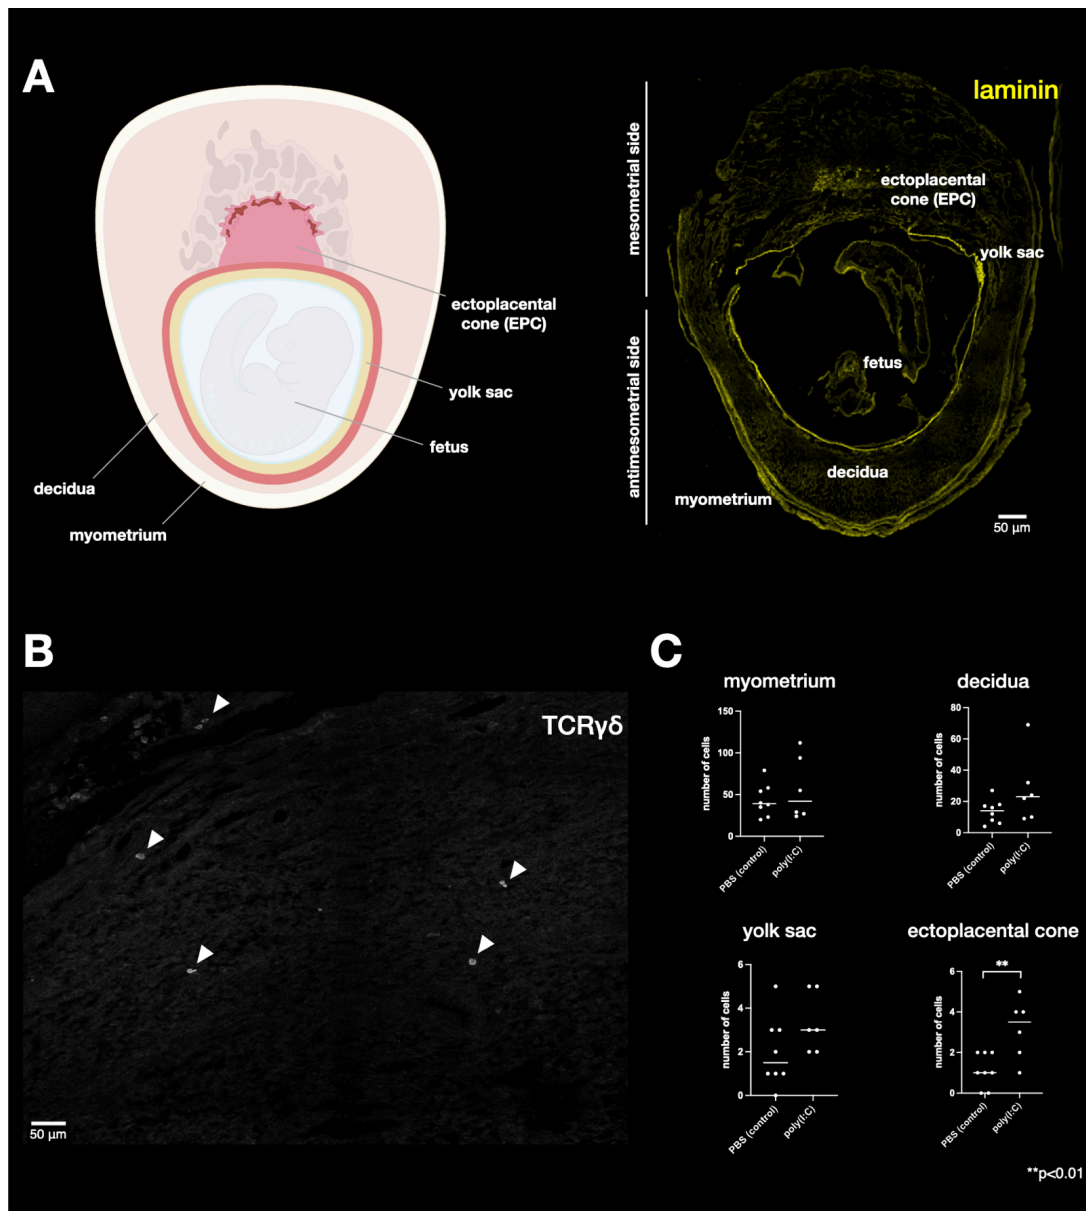 A
ectoplacental
cone (EPC)
yolk sac
fetus
decidua
myometrium
laminin
mesometrial side
antimesometrial side
ectoplacental
cone (EPC)
yolk sac
fetus
decidua
myometrium
50 µm
B
TCRγδ
50 µm
C
myometrium
number of cells
150
100
50
0
PBS (control)
poly(I:C)
decidua
number of cells
80
60
40
20
0
PBS (control)
poly(I:C)
yolk sac
number of cells
6
4
2
0
PBS (control)
poly(I:C)
ectoplacental cone
**
number of cells
6
4
2
0
PBS (control)
poly(I:C)
**p<0.01